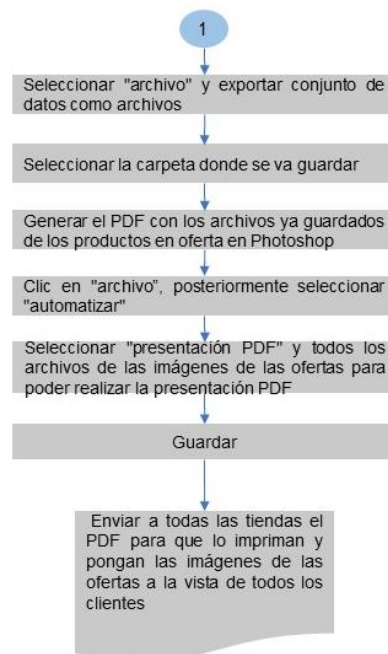 1
Seleccionar "archivo" y exportar conjunto de
datos como archivos
Seleccionar la carpeta donde se va guardar
Generar el PDF con los archivos ya guardados
de los productos en oferta en Photoshop
Clic en "archivo", posteriormente seleccionar
"automatizar"
Seleccionar "presentación PDF" y todos los
archivos de las imágenes de las ofertas para
poder realizar la presentación PDF
Guardar
Enviar a todas las tiendas el
PDF para que lo impriman y
pongan las imágenes de las
ofertas a la vista de todos los
clientes